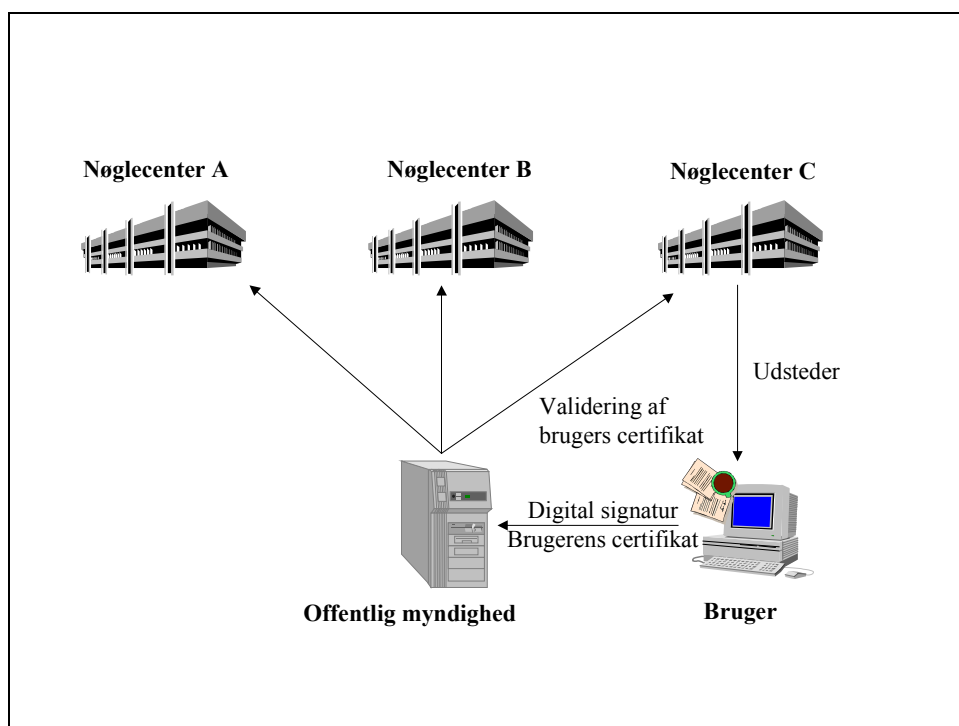 Nøglecenter A
Nøglecenter B
Nøglecenter C
Udsteder
Validering af
brugers certifikat
Digital signatur
Brugerens certifikat
Offentlig myndighed
Bruger